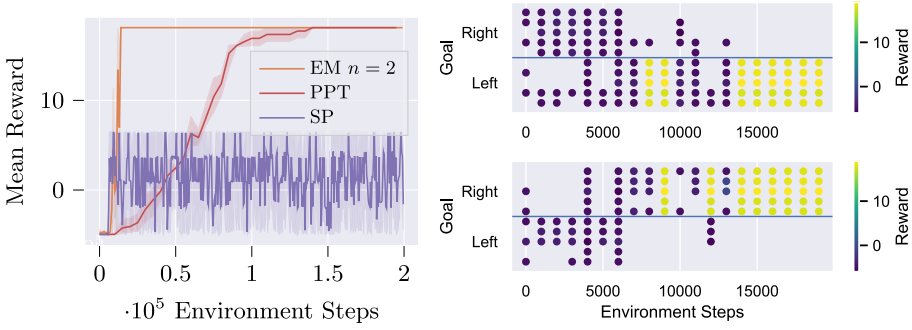 Mean Reward
10
0
EM n = 2
PPT
SP
0
0.5
1
1.5
2
·10⁵ Environment Steps
Goal
Right
Left
0
5000
10000
15000
10
0
Reward
Goal
Right
Left
0
5000
10000
15000
Environment Steps
10
0
Reward